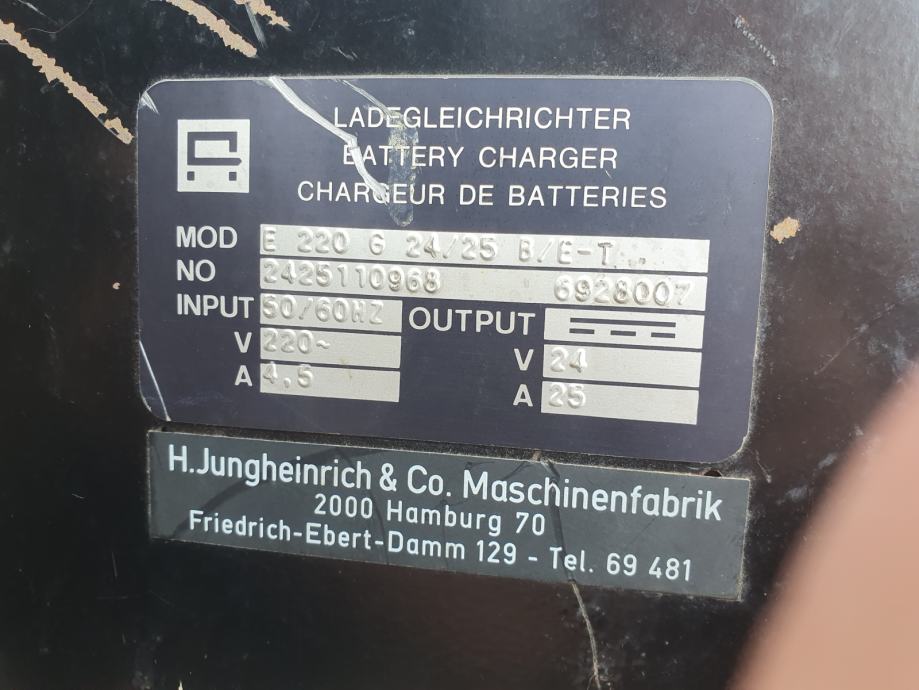 LADEGLEICHRICHTER
BATTERY CHARGER
CHARGEUR DE BATTERIES
MOD E 220 G 24/25 B/E-T
NO 2425110968 6928007
INPUT 50/60HZ OUTPUT
V 220~ V 24
A 4,5 A 25
H.Jungheinrich & Co. Maschinenfabrik
2000 Hamburg 70
Friedrich-Ebert-Damm 129 - Tel. 69 481